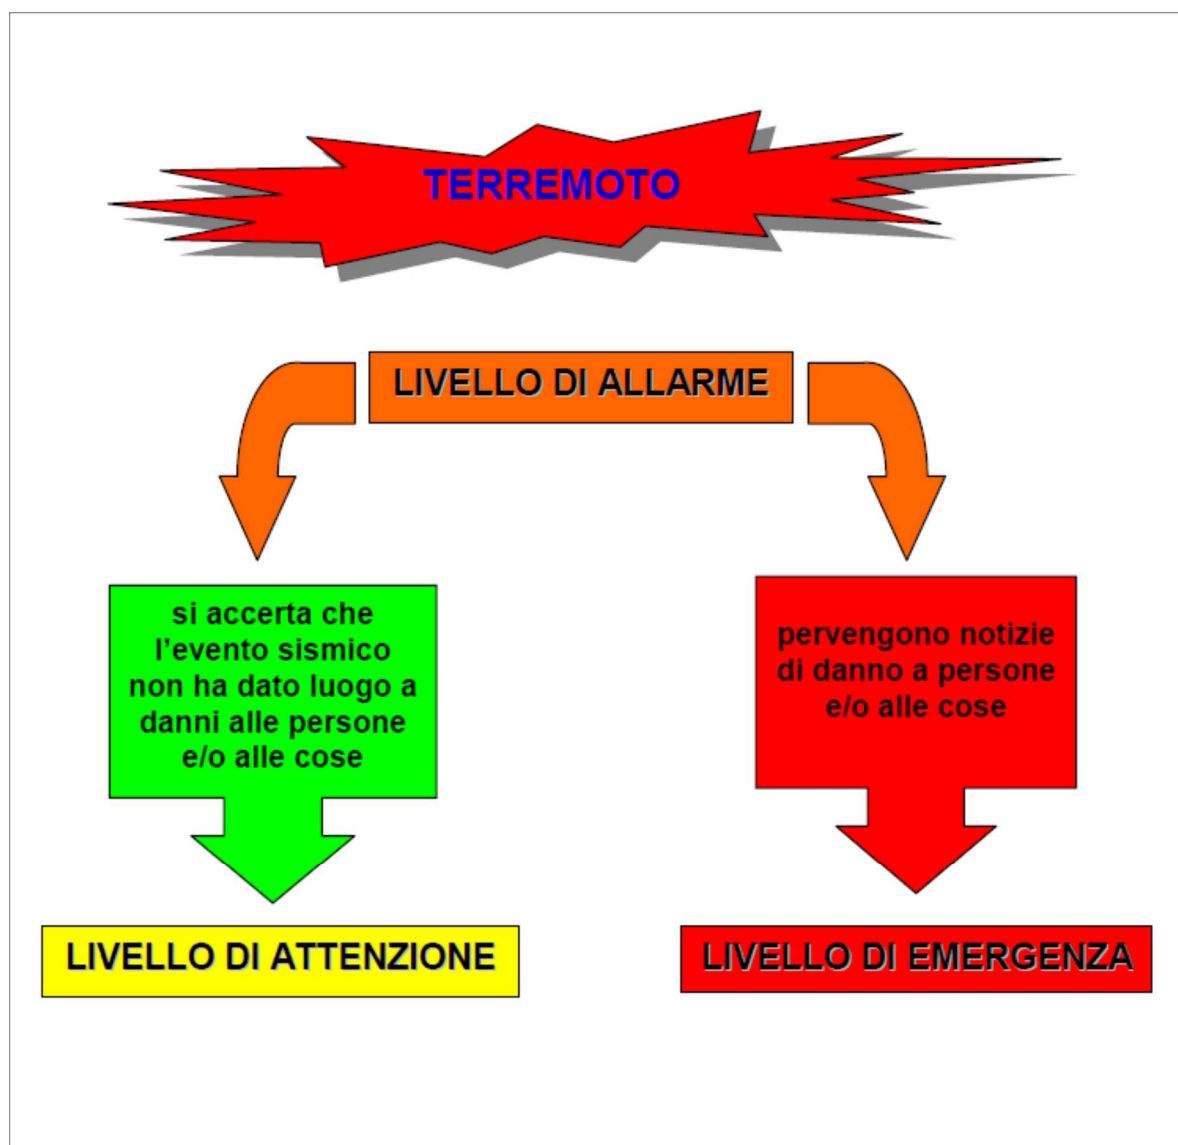 TERREMOTO
LIVELLO DI ALLARME
si accerta che
l’evento sismico
non ha dato luogo a
danni alle persone
e/o alle cose
pervengono notizie
di danno a persone
e/o alle cose
LIVELLO DI ATTENZIONE
LIVELLO DI EMERGENZA